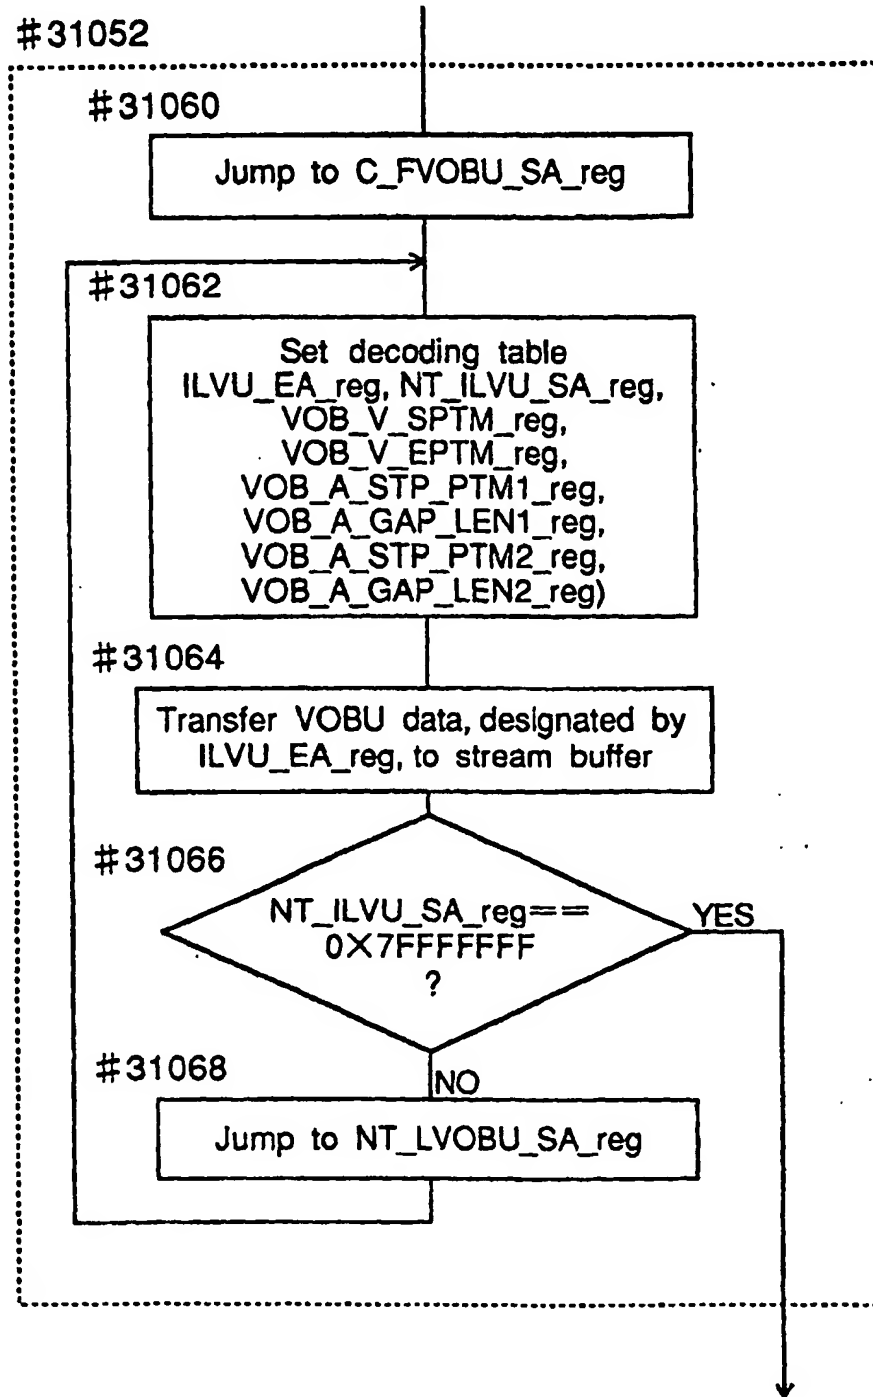 #31052
#31060
Jump to C_FVOBU_SA_reg
#31062
Set decoding table
ILVU_EA_reg, NT_ILVU_SA_reg,
VOB_V_SPTM_reg,
VOB_V_EPTM_reg,
VOB_A_STP_PTM1_reg,
VOB_A_GAP_LEN1_reg,
VOB_A_STP_PTM2_reg,
VOB_A_GAP_LEN2_reg)
#31064
Transfer VOBU data, designated by
ILVU_EA_reg, to stream buffer
#31066
NT_ILVU_SA_reg==
0X7FFFFFFF
?
YES
#31068
NO
Jump to NT_LVOBU_SA_reg